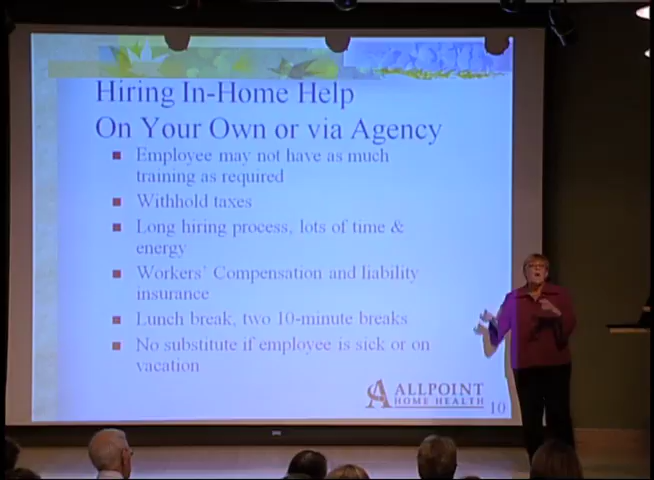 Hiring In-Home Help
On Your Own or via Agency
Employee may not have as much
training as required
Withhold taxes
Long hiring process, lots of time &
energy
Workers' Compensation and liability
insurance
Lunch break, two 10-minute breaks
No substitute if employee is sick or on
vacation
ALLPOINT
HOME HEALTH
10